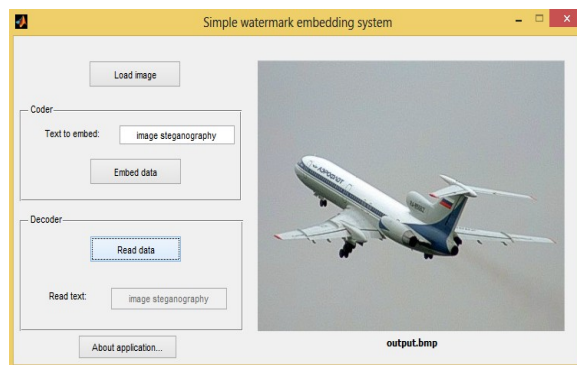 Simple watermark embedding system
Load image
Coder
Text to embed: image steganography
Embed data
Decoder
Read data
Read text: image steganography
About application...
АЭРОФЛОТ
output.bmp